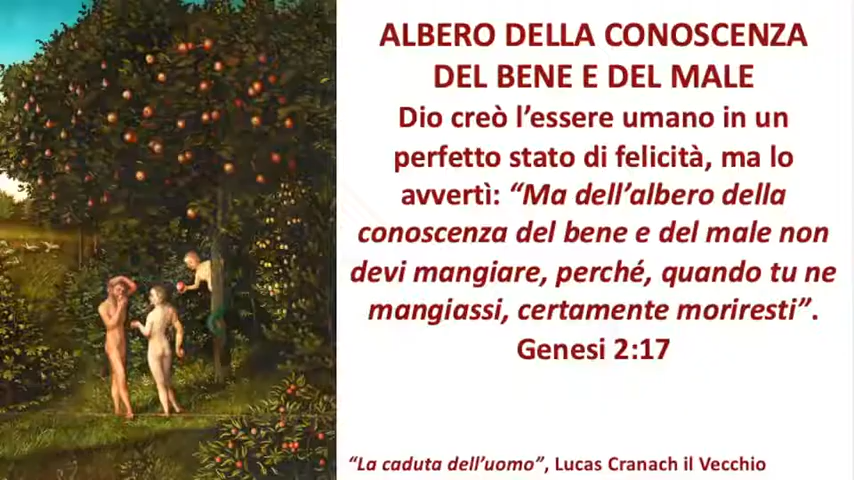 ALBERO DELLA CONOSCENZA
DEL BENE E DEL MALE
Dio creò l’essere umano in un
perfetto stato di felicità, ma lo
avvertì: “Ma dell’albero della
conoscenza del bene e del male non
devi mangiare, perché, quando tu ne
mangiassi, certamente moriresti”.
Genesi 2:17
“La caduta dell’uomo”, Lucas Cranach il Vecchio